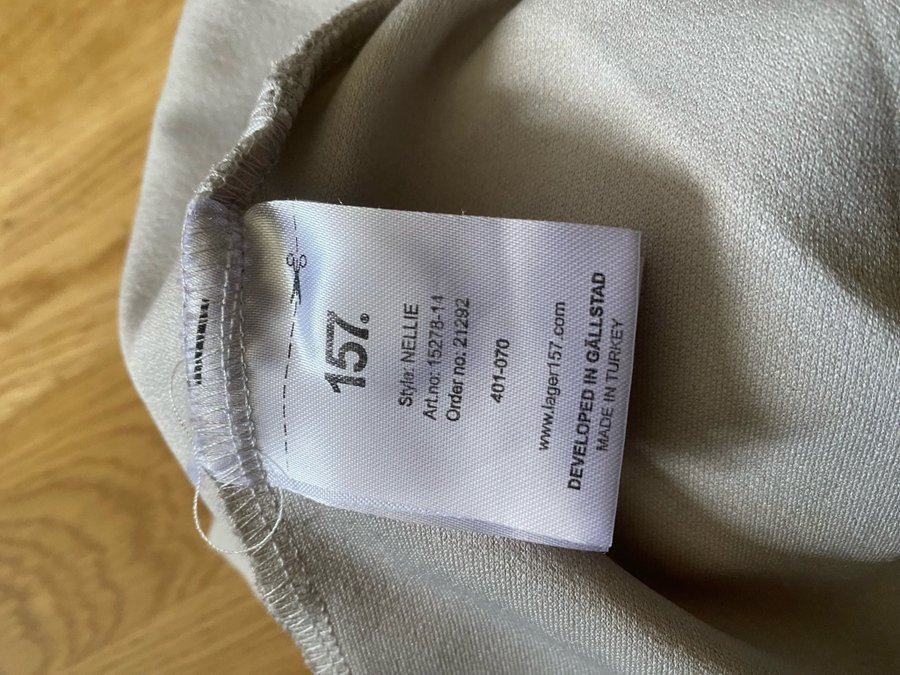 157.®
Style: NELLIE
Art.no: 15278-14
Order no: 21292
401-070
www.lager157.com
DEVELOPED IN GÄLLSTAD
MADE IN TURKEY